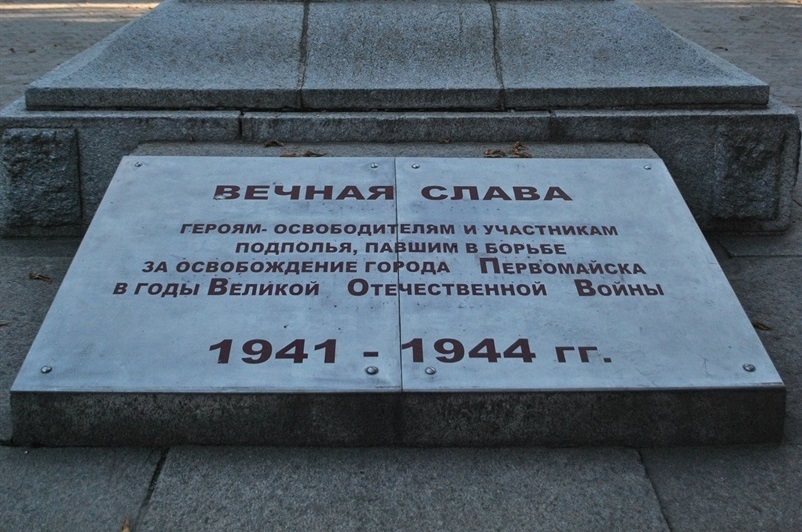 ВЕЧНАЯ СЛАВА
ГЕРОЯМ- ОСВОБОДИТЕЛЯМ И УЧАСТНИКАМ
ПОДПОЛЬЯ, ПАВШИМ В БОРЬБЕ
ЗА ОСВОБОЖДЕНИЕ ГОРОДА ПЕРВОМАЙСКА
В ГОДЫ ВЕЛИКОЙ ОТЕЧЕСТВЕННОЙ ВОЙНЫ
1941 - 1944 ГГ.